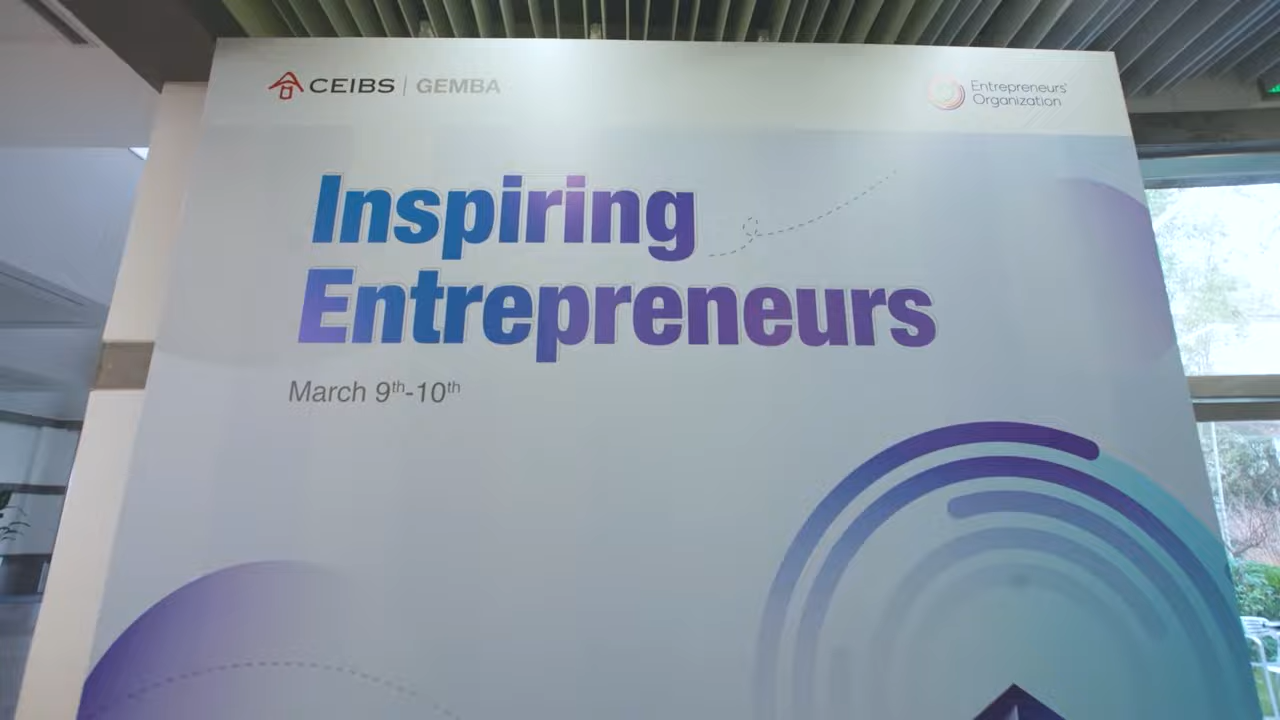 CEIBS | GEMBA
Entrepreneurs'
Organization
Inspiring
Entrepreneurs
March 9th-10th